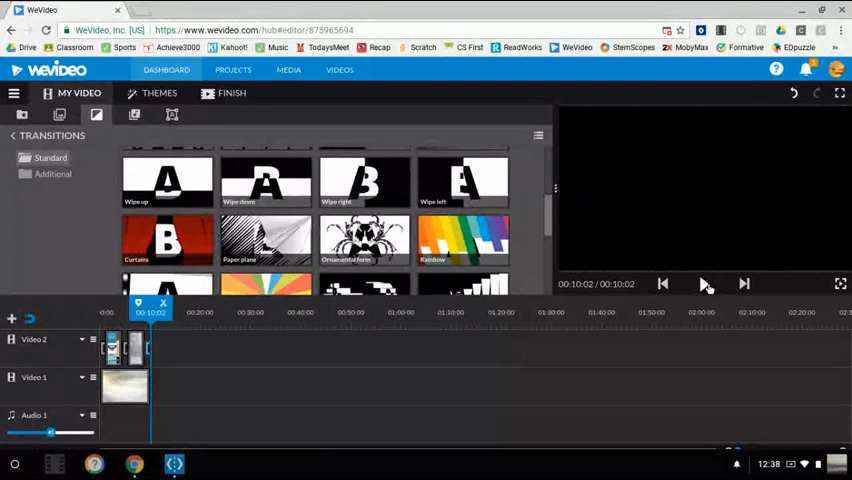 WeVideo
WeVideo, Inc. [US] https://www.wevideo.com/hub#editor/875965694
Drive Classroom Sports Achieve3000 Kahoot! Music TodaysMeet Recap Scratch CS First ReadWorks WeVideo StemScopes MobyMax Formative EDpuzzle
WEVIDEO DASHBOARD PROJECTS MEDIA VIDEOS ? 1
MY VIDEO THEMES FINISH
TRANSITIONS
Standard
Additional
Wipe up Wipe down Wipe right Wipe left
Curtains Paper plane Ornamental form Rainbow
00:10:02 / 00:10:02
00:10:02 00:20:00 00:30:00 00:40:00 00:50:00 01:00:00 01:10:00 01:20:00 01:30:00 01:40:00 01:50:00 02:00:00 02:10:00 02:20:00
Video 2
Video 1
Audio 1
12:38